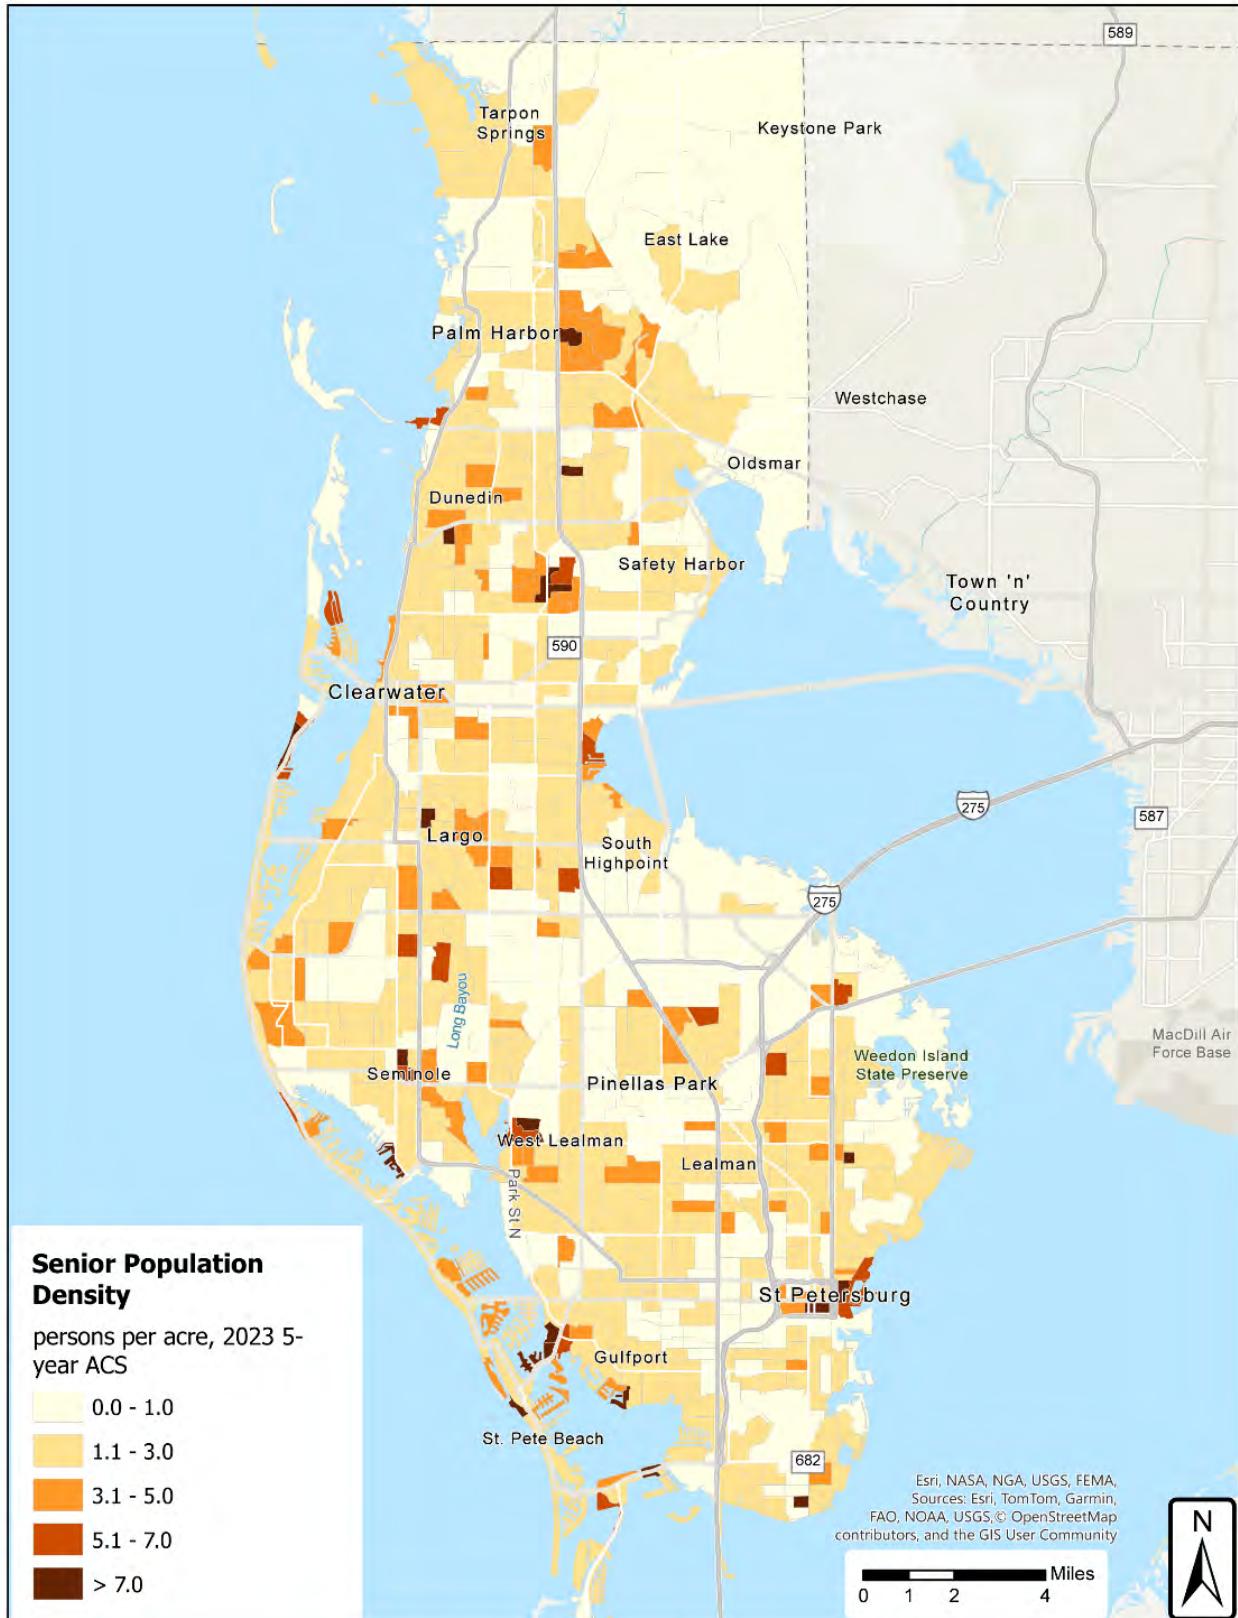 589
Tarpon
Springs
Keystone Park
East Lake
Palm Harbor
Westchase
Oldsmar
Dunedin
Safety Harbor
Town 'n'
Country
590
Clearwater
275
587
Largo
South
Highpoint
275
Long Bayou
MacDill Air
Force Base
Weedon Island
State Preserve
Seminole
Pinellas Park
West Lealman
Lealman
Park St N
St Petersburg
Gulfport
St. Pete Beach
682
Senior Population
Density
persons per acre, 2023 5-
year ACS
0.0 - 1.0
1.1 - 3.0
3.1 - 5.0
5.1 - 7.0
> 7.0
Esri, NASA, NGA, USGS, FEMA,
Sources: Esri, TomTom, Garmin,
FAO, NOAA, USGS, © OpenStreetMap
contributors, and the GIS User Community
Miles
0 1 2 4
N